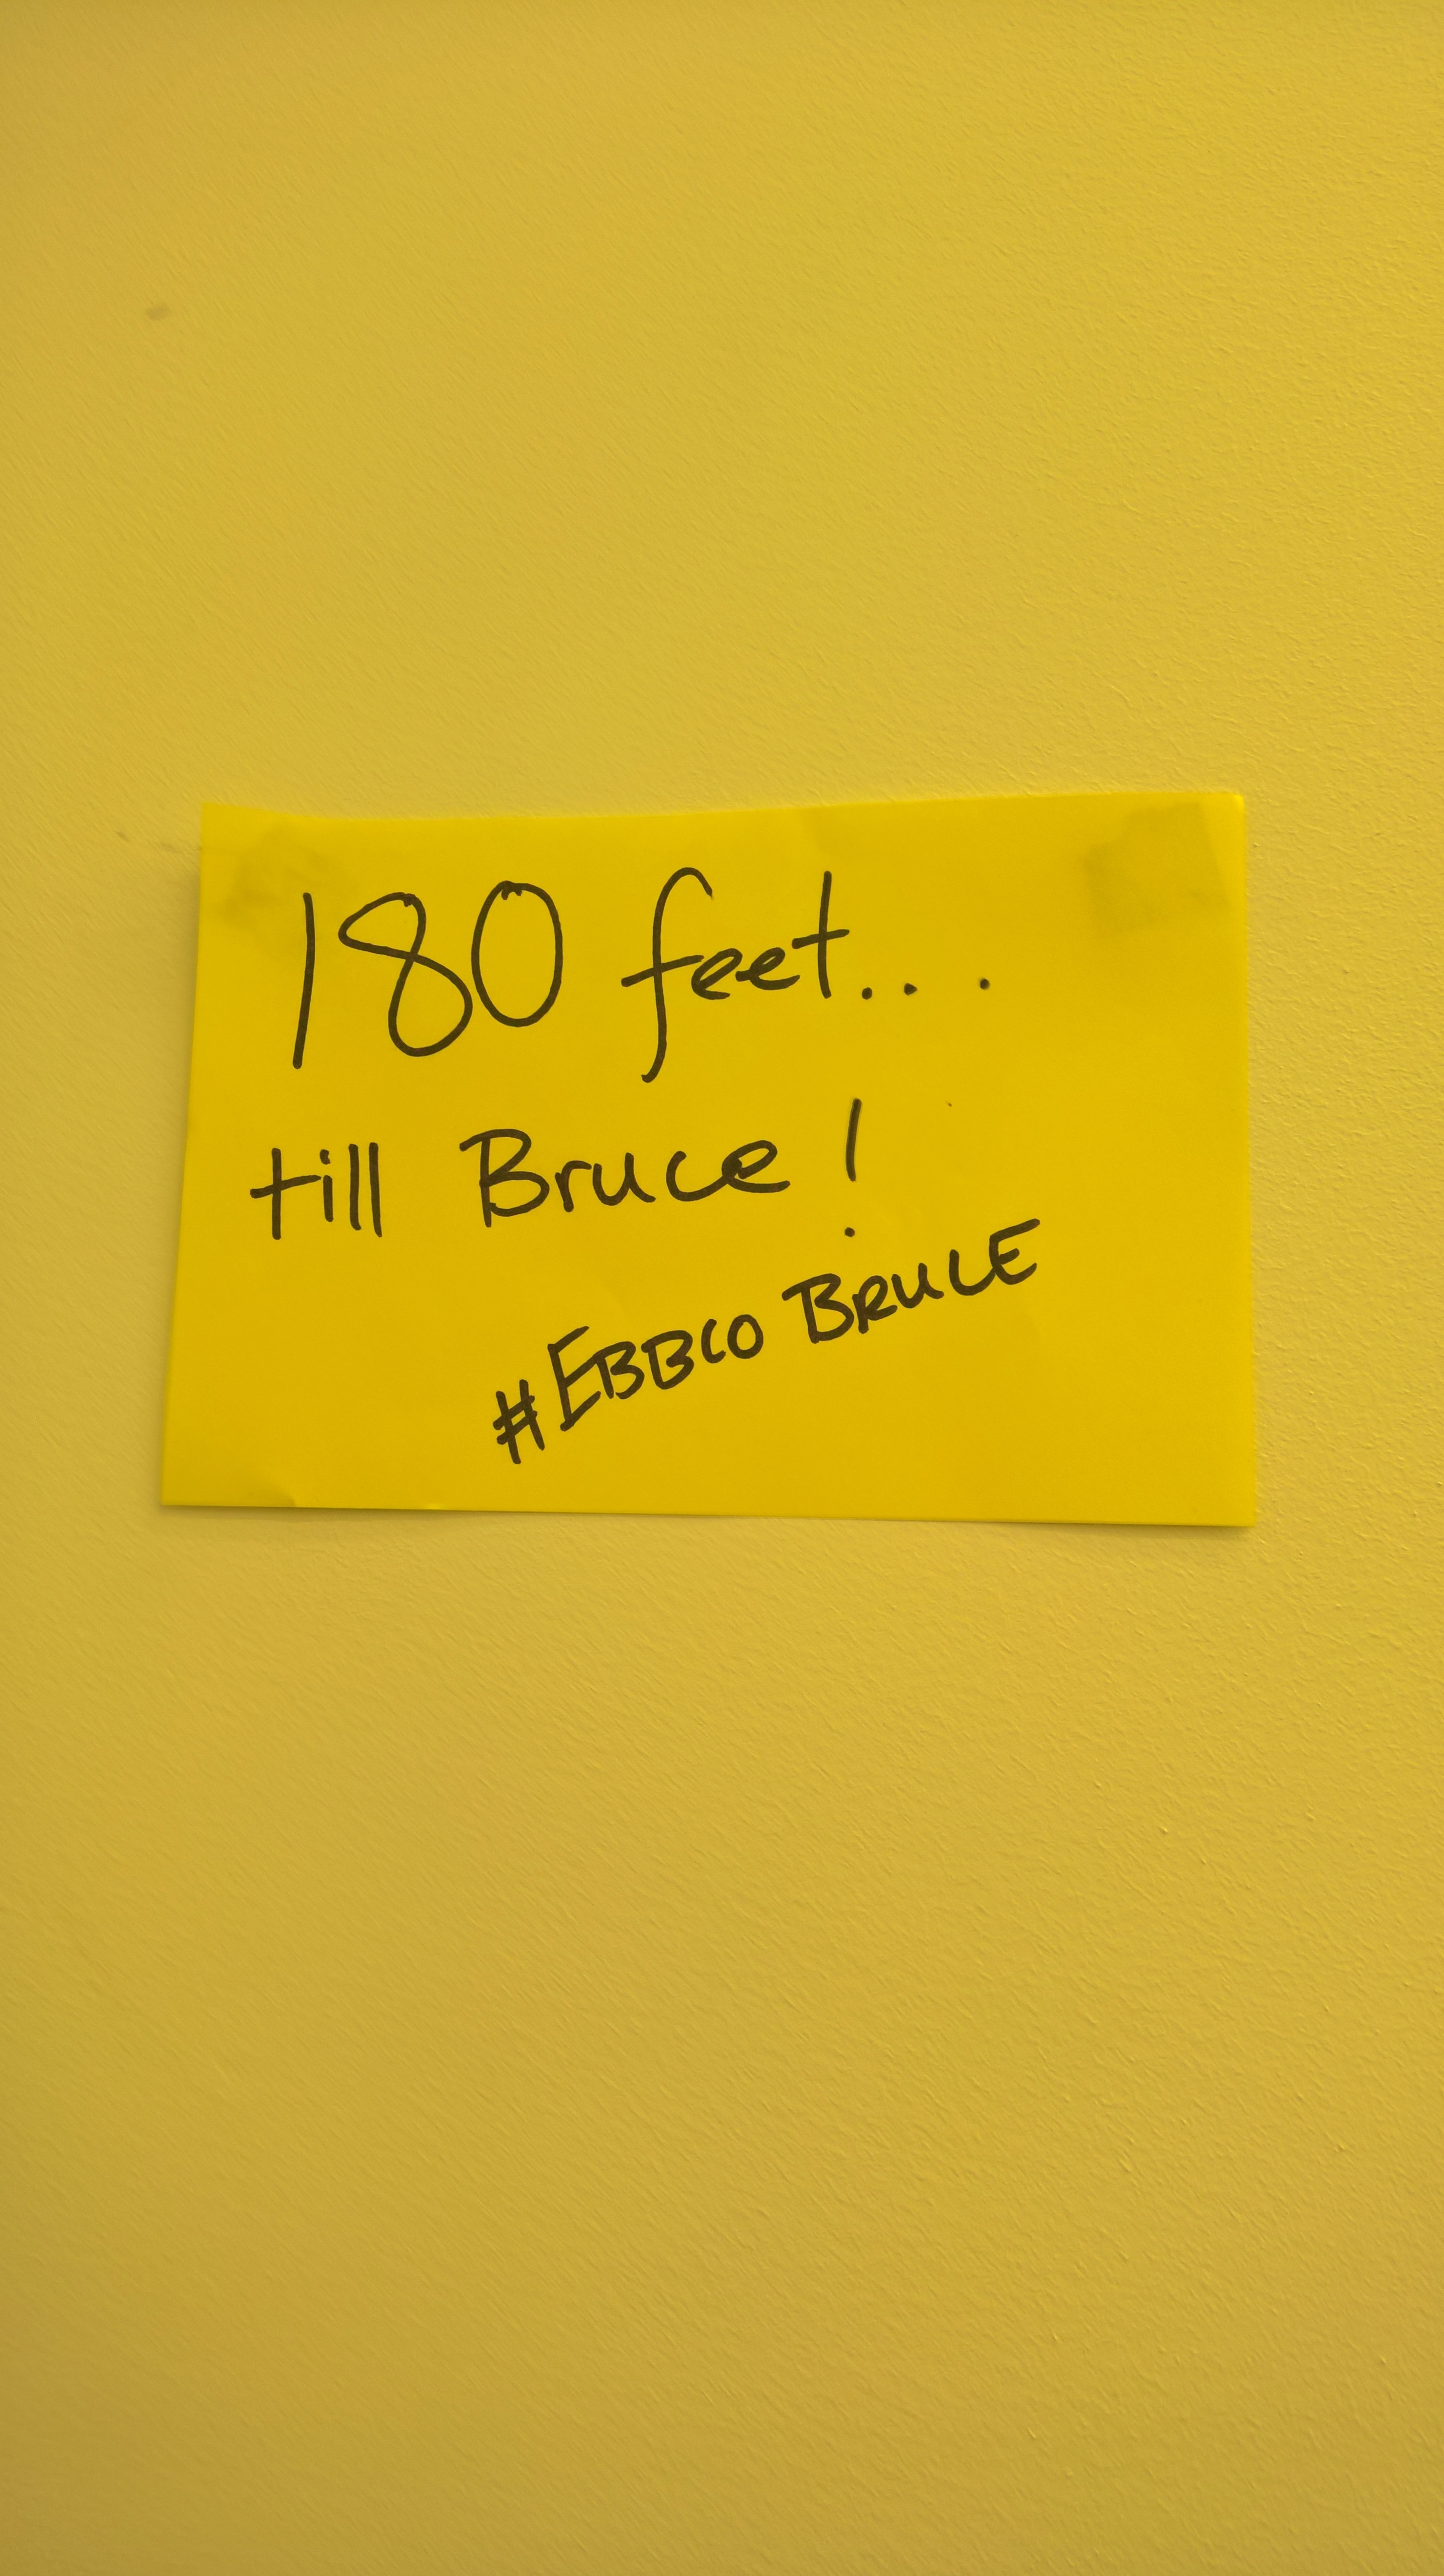 180 feet...
till Bruce!
#EBBCO BRUCE